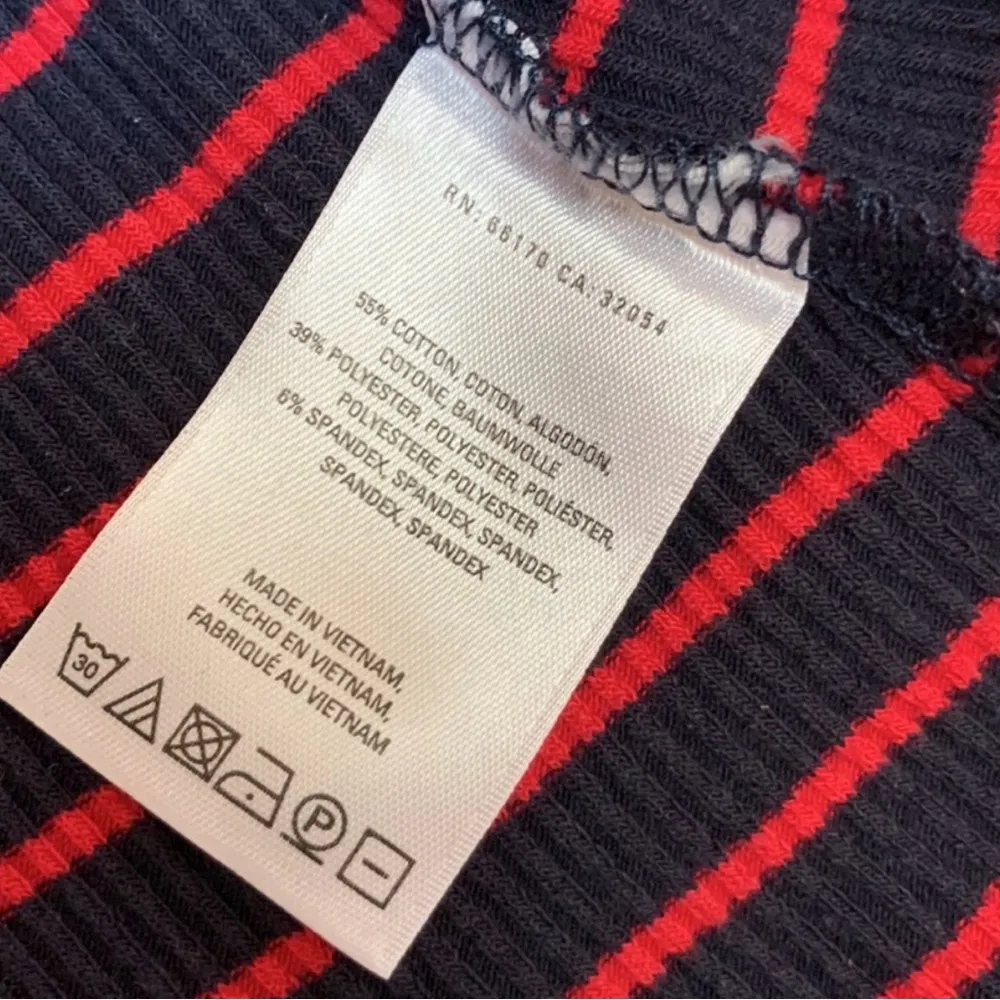 RN: 66170 CA: 32054
55% COTTON, COTON, ALGODÓN,
COTONE, BAUMWOLLE
39% POLYESTER, POLYESTER, POLIÉSTER,
POLYESTERE, POLYESTER
6% SPANDEX, SPANDEX, SPANDEX,
SPANDEX, SPANDEX
MADE IN VIETNAM,
HECHO EN VIETNAM,
FABRIQUÉ AU VIETNAM
30
P